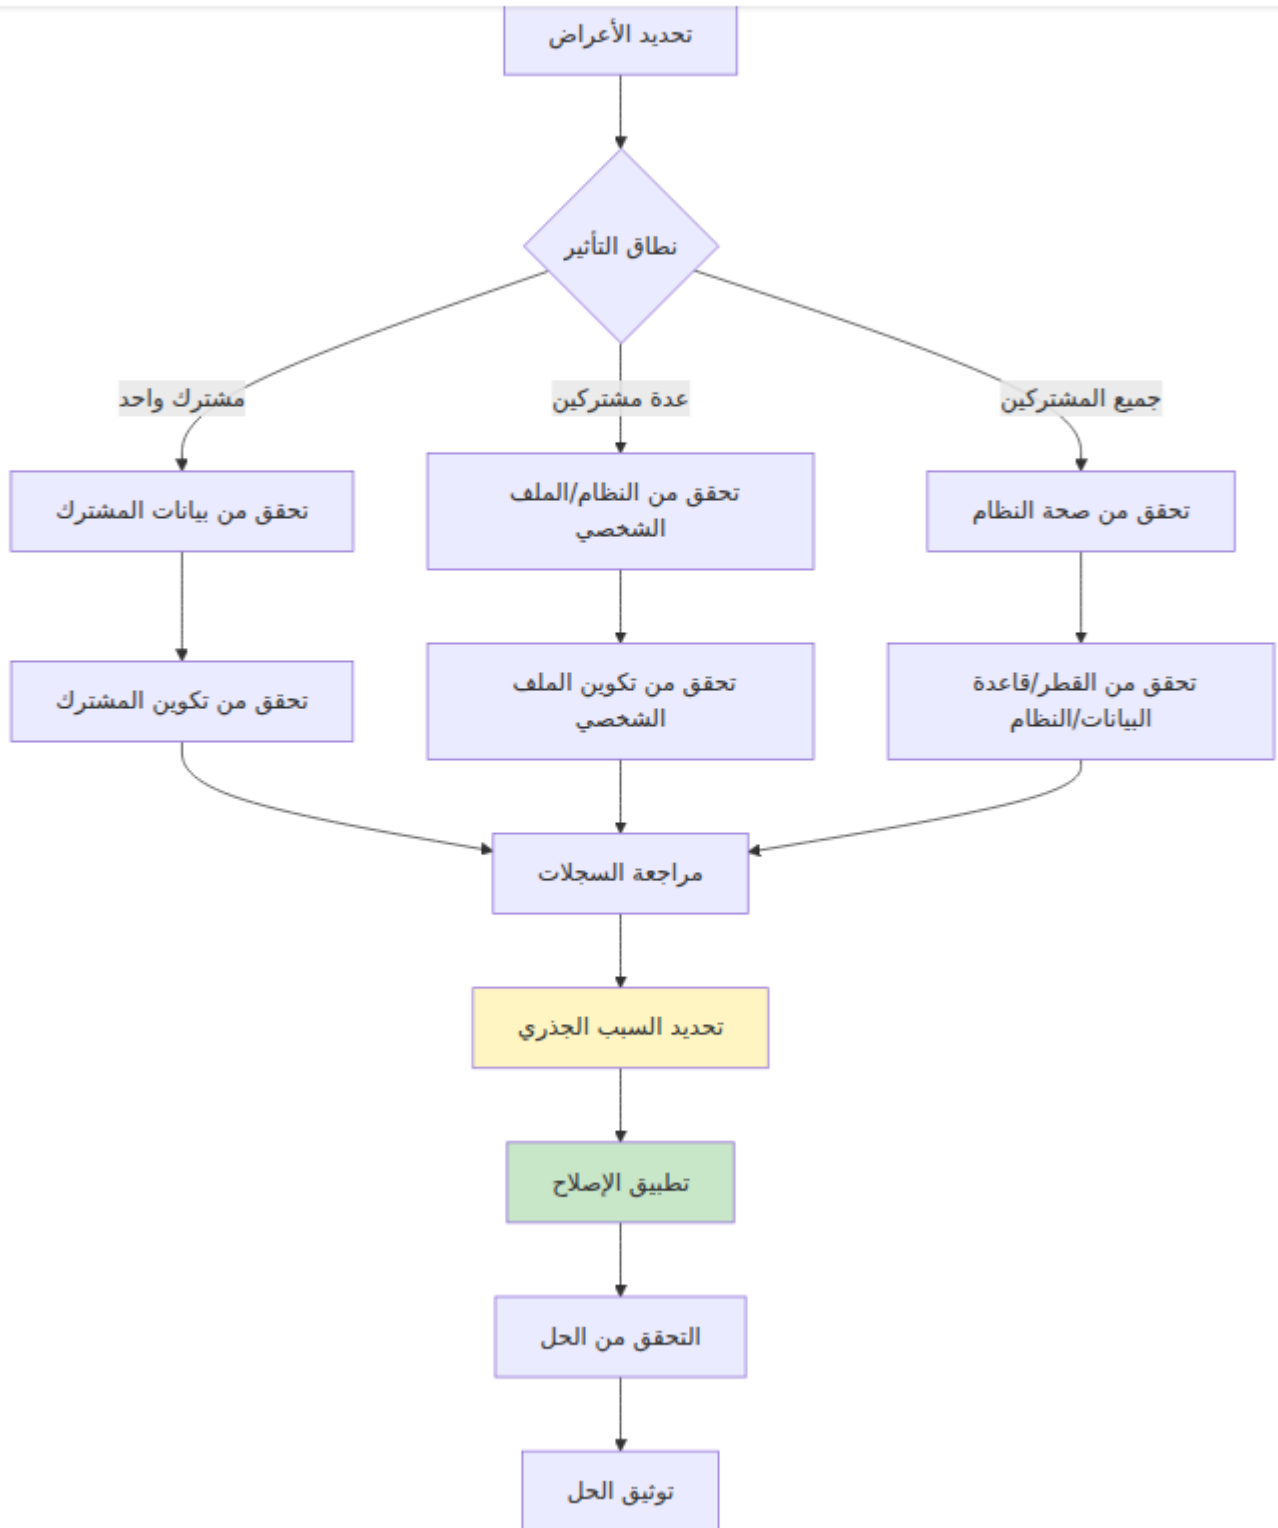 تحديد الأعراض
نطاق التأثير
جميع المشتركين
عدة مشتركين
مشترك واحد
تحقق من صحة النظام
تحقق من النظام/الملف
الشخصي
تحقق من بيانات المشترك
تحقق من القطر/قاعدة
البيانات/النظام
تحقق من تكوين الملف
الشخصي
تحقق من تكوين المشترك
مراجعة السجلات
تحديد السبب الجذري
تطبيق الإصلاح
التحقق من الحل
توثيق الحل